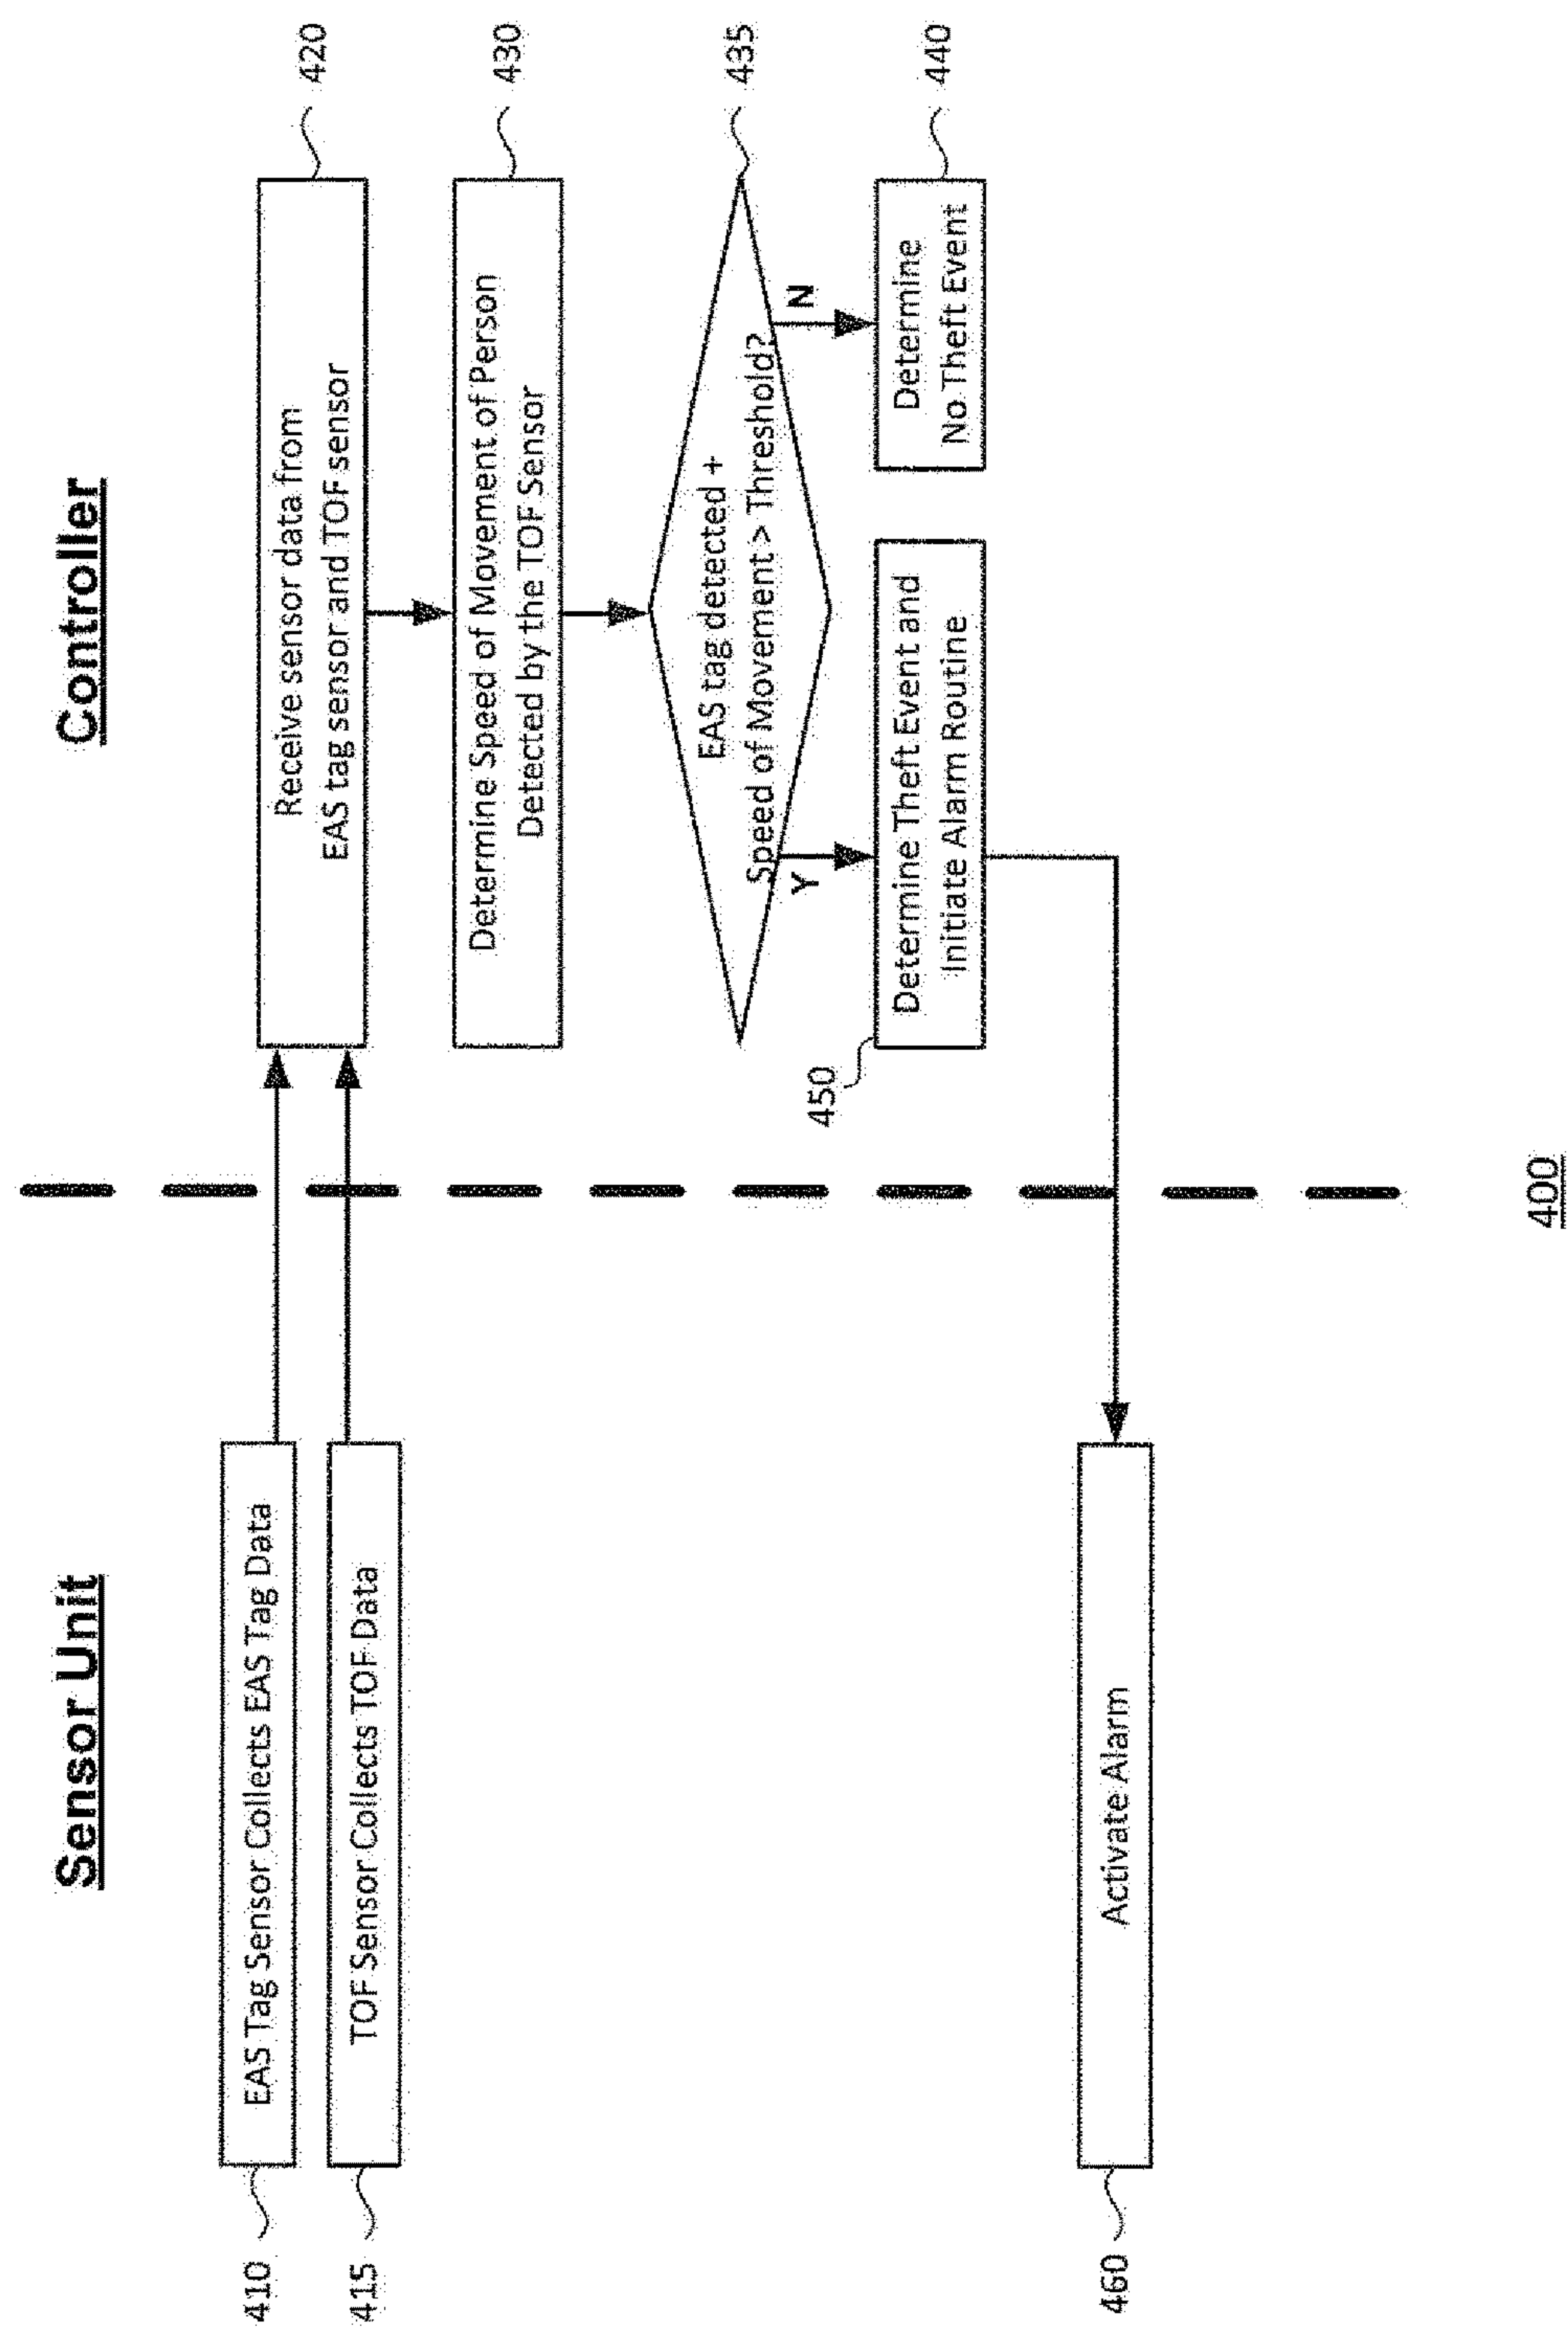 Sensor Unit
Controller
410
EAS Tag Sensor Collects EAS Tag Data
415
TOF Sensor Collects TOF Data
Receive sensor data from
EAS tag sensor and TOF sensor
420
Determine Speed of Movement of Person
Detected by the TOF Sensor
430
EAS tag detected +
Speed of Movement > Threshold?
435
Y
N
450
Determine Theft Event and
Initiate Alarm Routine
Determine
No Theft Event
440
460
Activate Alarm
400